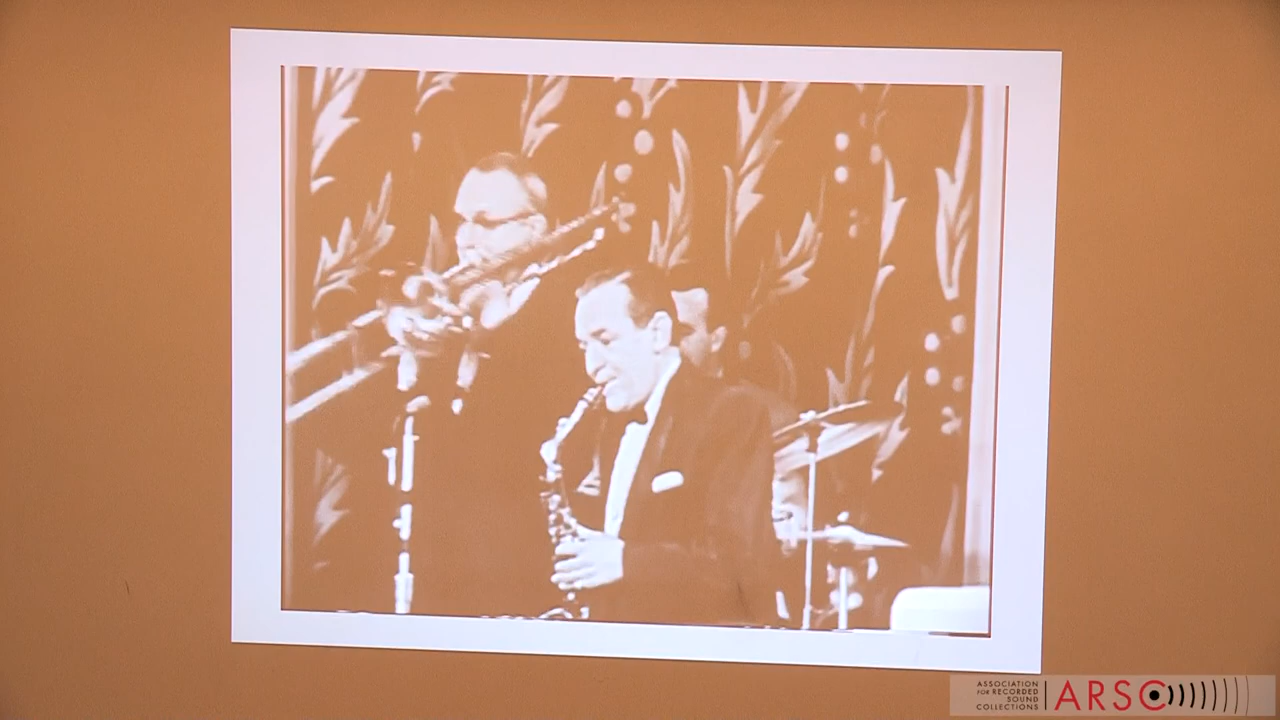 ASSOCIATION
FOR RECORDED
SOUND
COLLECTIONS
ARSC